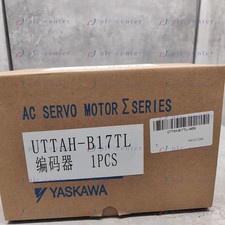 AC SERVO MOTOR Σ SERIES
UTTAH-B17TL
编码器 1PCS
YASKAWA